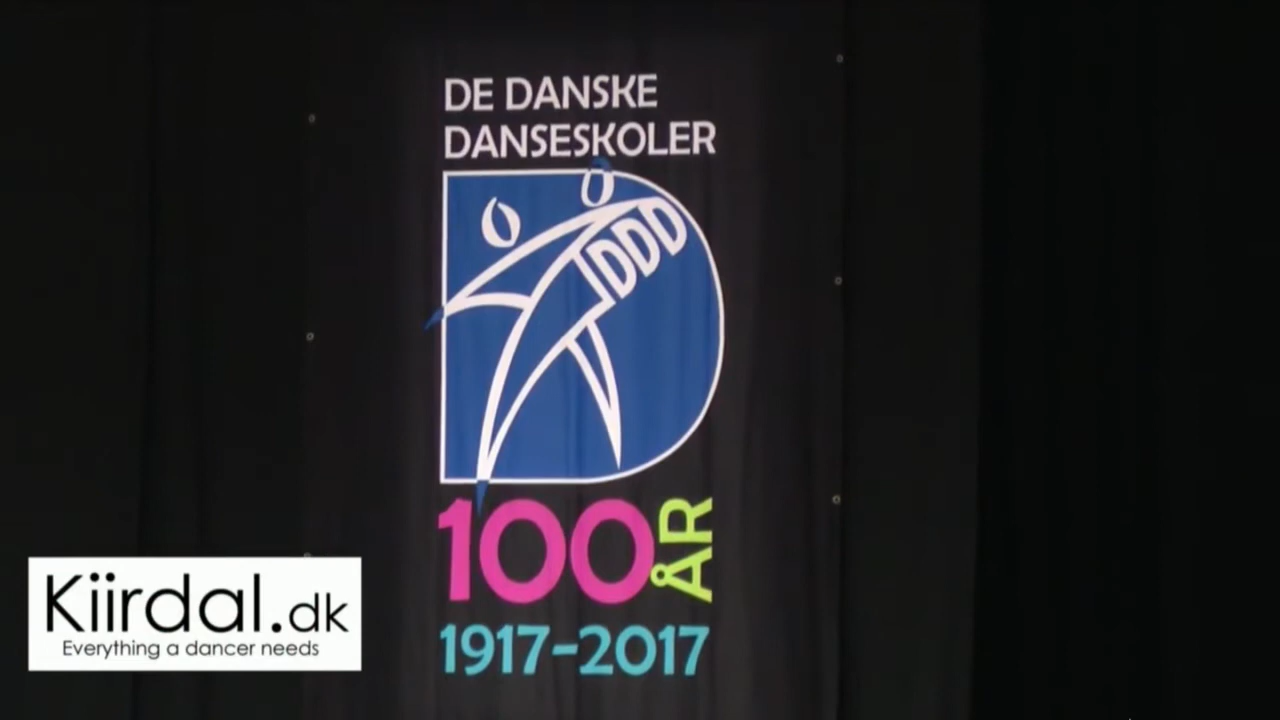 DE DANSKE
DANSESKOLER
DDD
100 ÅR
1917-2017
Kiirdal.dk
Everything a dancer needs